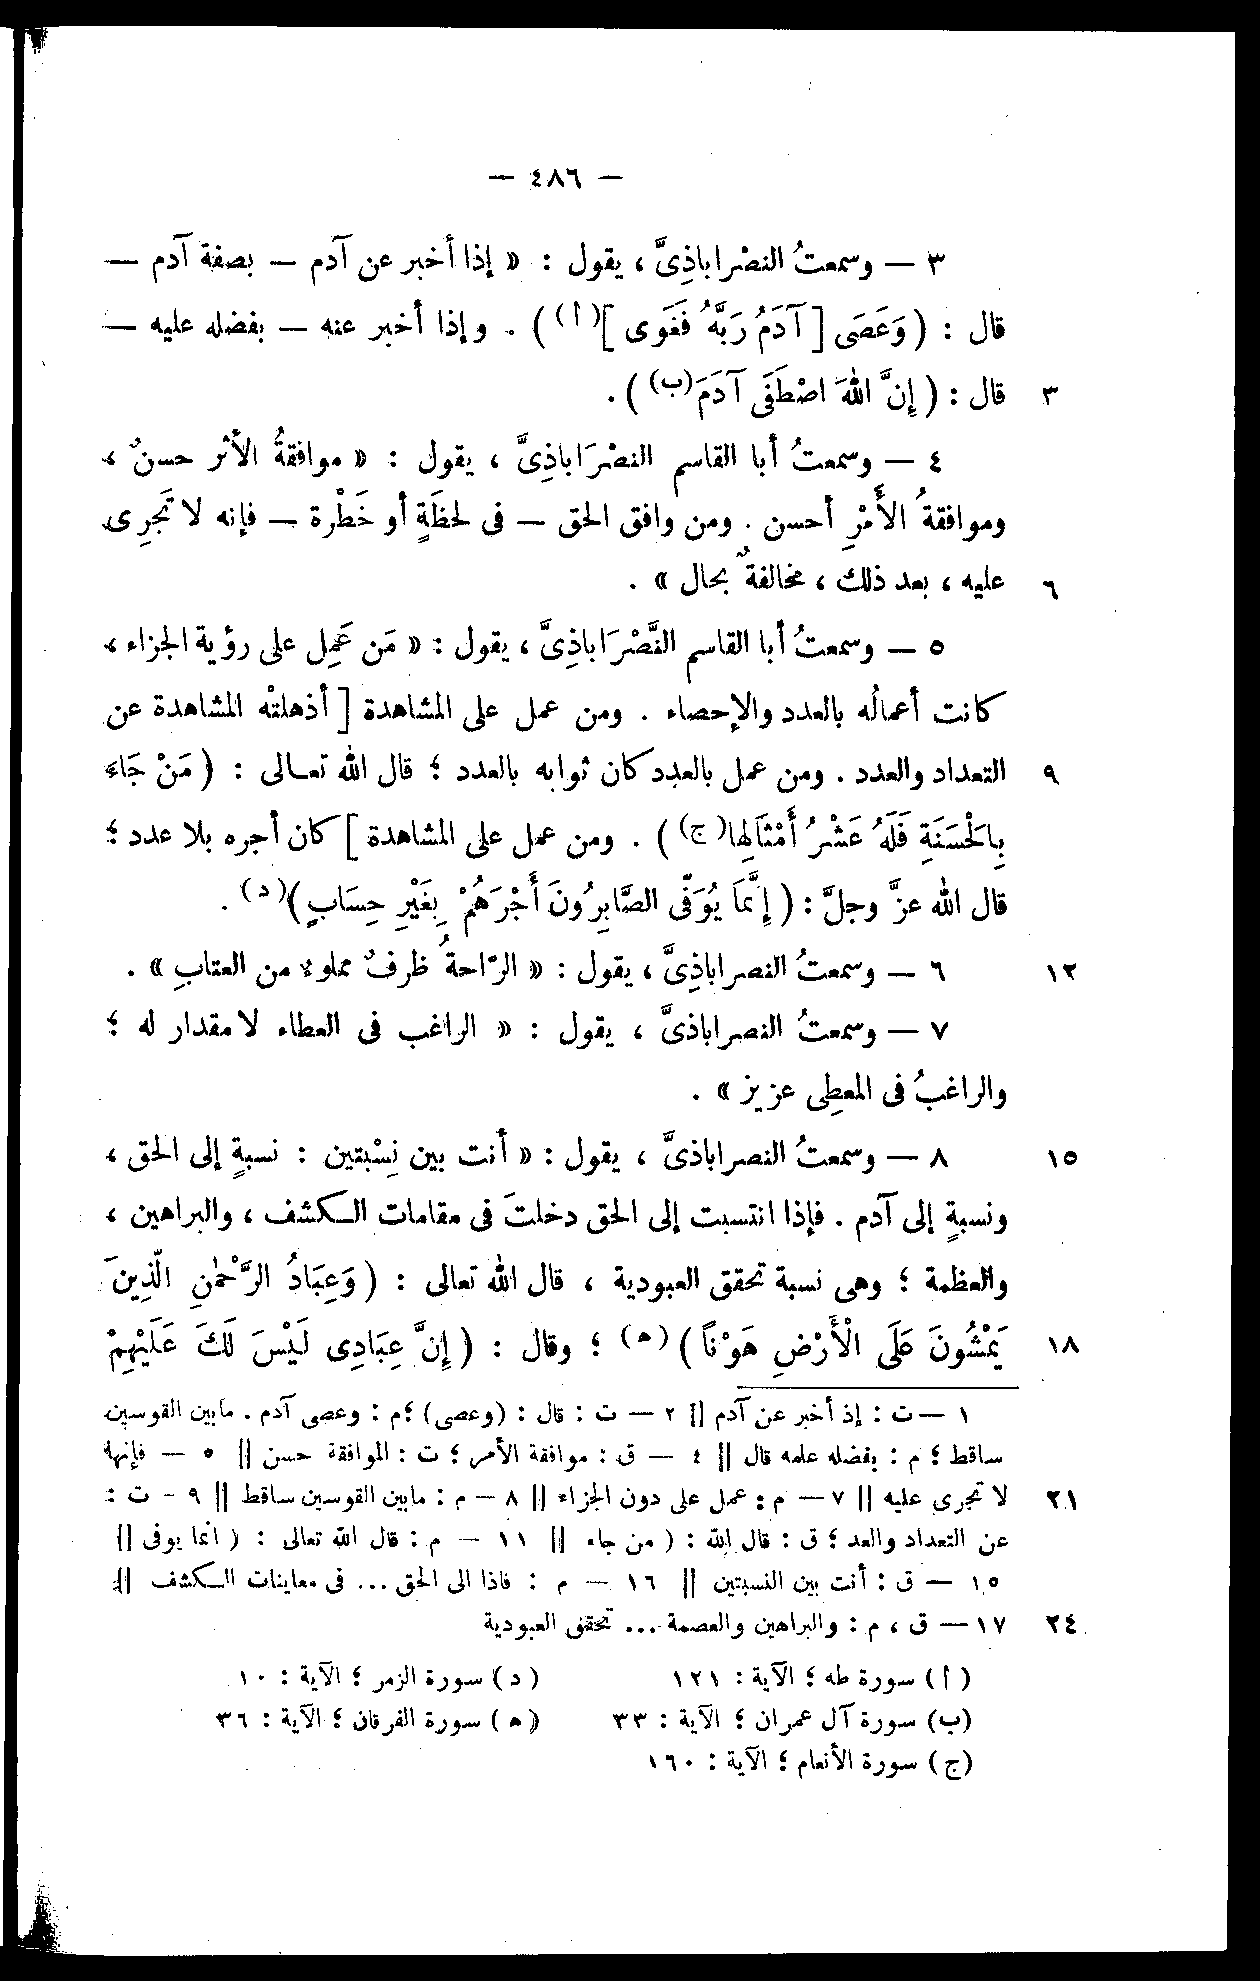 — ٤٨٦ —
٣ — وسمعتُ النصْراباذِىَّ ، يقول : « إذا أخبر عن آدم — بصفة آدم —
قال : ( وَعَصَى [ آدَمُ رَبَّهُ فَغَوى ](أ) ) . وإذا أخبر عنه — بفضله عليه —
٣ قال : ( إِنَّ اللّٰهَ اصْطَفَى آدَمَ(ب) ) .
٤ — وسمعتُ أبا القاسم النصْرَاباذِىَّ ، يقول : « موافقةُ الأثر حسنٌ ،
وموافقةُ الأَمْرِ أحسن . ومن وافق الحق — فى لحظَةٍ أو خَطْرة — فإنه لا تَجرِى
٦ عليه ، بعد ذلك ، مخالفةٌ بحال » .
٥ — وسمعتُ أبا القاسم النَّصْرَاباذِىَّ ، يقول : « مَن عَمِل على رؤية الجزاء ،
كانت أعمالُه بالعدد والإحصاء . ومن عمل على المشاهدة [ أذهلتْه المشاهدة عن
٩ التعداد والعدد . ومن عمل بالعدد كان ثوابه بالعدد ؛ قال الله تعـالى : ( مَنْ جَاءَ
بِالْحَسَنَةِ فَلَهُ عَشْرُ أَمْثَالِها(ج) ) . ومن عمل على المشاهدة ] كان أجره بلا عدد ؛
قال الله عزَّ وجلَّ : ( إِنَّمَا يُوَفّى الصَّابِرُونَ أَجْرَهُمْ بِغَيْرِ حِسَابٍ )(د) .
١٢ ٦ — وسمعتُ النصراباذِىَّ ، يقول : « الرّاحةُ ظرفٌ مملوءٌ من العتابِ » .
٧ — وسمعتُ النصراباذىَّ ، يقول : « الراغب فى العطاء لا مقدار له ؛
والراغبُ فى المعطِى عزيز » .
١٥ ٨ — وسمعتُ النصراباذىَّ ، يقول : « أنت بين نِسْبتين : نسبةٍ إلى الحق ،
ونسبةٍ إلى آدم . فإذا انتسبت إلى الحق دخلتَ فى مقامات الـكشف ، والبراهين ،
والعظمة ؛ وهى نسبة تحقق العبودية ، قال الله تعالى : ( وَعِبَادُ الرَّحْمٰنِ الَّذِينَ
١٨ يَمْشُونَ عَلَى الْأَرْضِ هَوْناً ) (ه) ؛ وقال : ( إِنَّ عِبَادِى لَيْسَ لَكَ عَلَيْهِمْ
١ — ت : إذ أخبر عن آدم || ٢ — ت : قال : (وعصى) ؛ م : وعصى آدم . مابين القوسين
ساقط ؛ م : بفضله علمه قال || ٤ — ق : موافقة الأمر ؛ ت : الموافقة حسن || ٥ — فإنها
٢١ لا تجرى عليه || ٧ — م : عمل على دون الجزاء || ٨ — م : مابين القوسين ساقط || ٩ - ت :
عن التعداد والعد ؛ ق : قال الله : ( من جاء || ١١ — م : قال الله تعالى : ( انما يوفى ||
١٥ — ق : أنت بين النسبتين || ١٦ — م : فاذا الى الحق ... فى معاينات الـكشف ||
٢٤ ١٧ — ق ، م : والبراهين والعصمة ... تحقق العبودية
(أ) سورة طه ؛ الآية : ١٢١
(ب) سورة آل عمران ؛ الآية : ٣٣
(ج) سورة الأنعام ؛ الآية : ١٦٠
(د) سورة الزمر ؛ الآية : ١٠
(ه) سورة الفرقان ؛ الآية : ٣٦